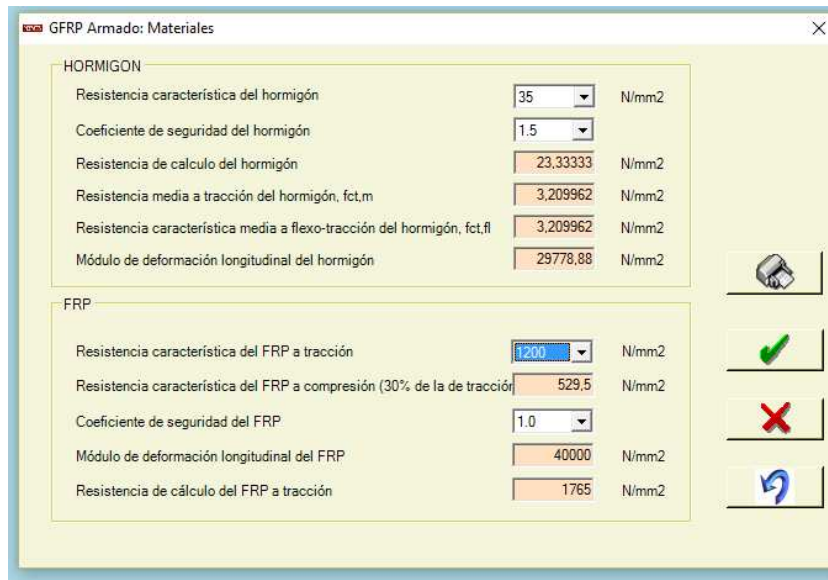 GFRP Armado: Materiales
HORMIGON
Resistencia característica del hormigón 35 N/mm2
Coeficiente de seguridad del hormigón 1.5
Resistencia de calculo del hormigón 23,33333 N/mm2
Resistencia media a tracción del hormigón, fct,m 3,209962 N/mm2
Resistencia característica media a flexo-tracción del hormigón, fct,fl 3,209962 N/mm2
Módulo de deformación longitudinal del hormigón 29778,88 N/mm2
FRP
Resistencia característica del FRP a tracción 1200 N/mm2
Resistencia característica del FRP a compresión (30% de la de tracción 529,5 N/mm2
Coeficiente de seguridad del FRP 1.0
Módulo de deformación longitudinal del FRP 40000 N/mm2
Resistencia de cálculo del FRP a tracción 1765 N/mm2